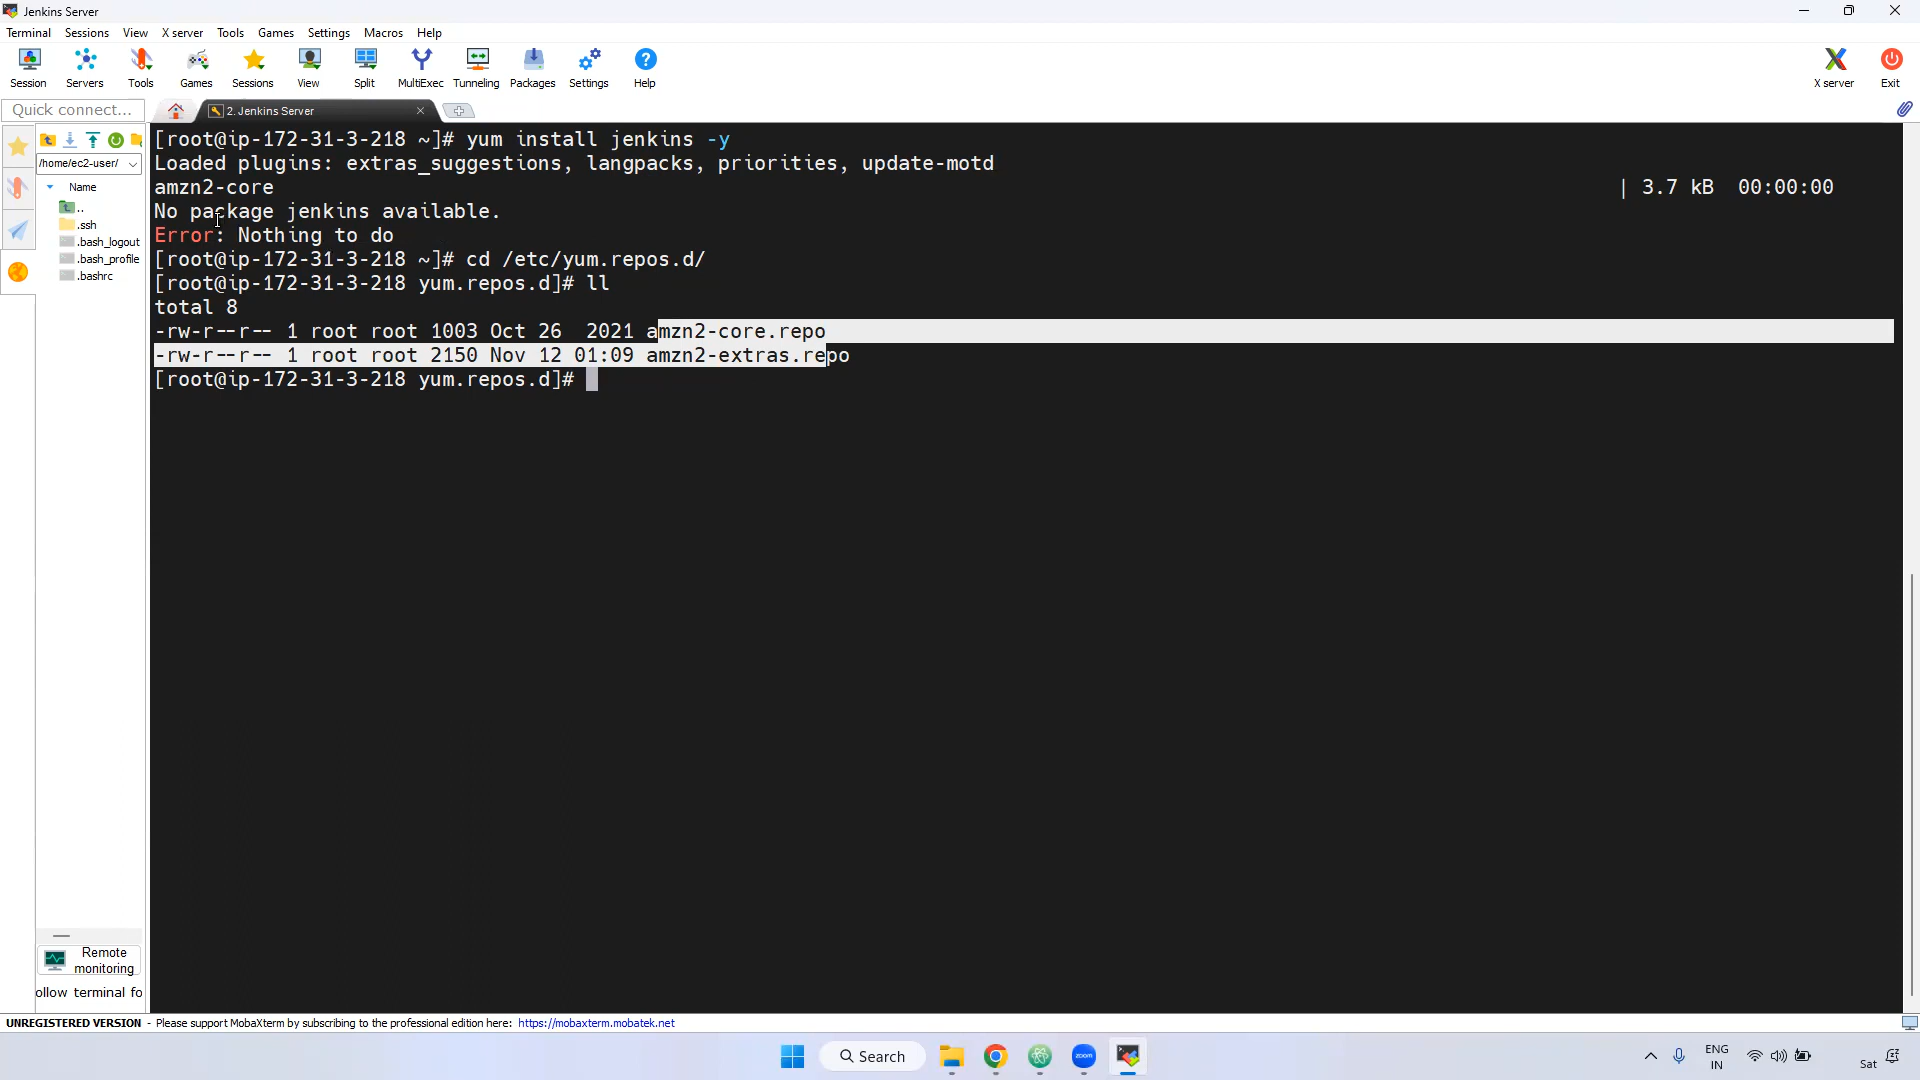 Jenkins Server
Terminal Sessions View X server Tools Games Settings Macros Help
Session Servers Tools Games Sessions View Split MultiExec Tunneling Packages Settings Help X server Exit
Quick connect... 2. Jenkins Server
[root@ip-172-31-3-218 ~]# yum install jenkins -y
Loaded plugins: extras_suggestions, langpacks, priorities, update-motd
amzn2-core | 3.7 kB 00:00:00
No package jenkins available.
Error: Nothing to do
[root@ip-172-31-3-218 ~]# cd /etc/yum.repos.d/
[root@ip-172-31-3-218 yum.repos.d]# ll
total 8
-rw-r--r-- 1 root root 1003 Oct 26  2021 amzn2-core.repo
-rw-r--r-- 1 root root 2150 Nov 12 01:09 amzn2-extras.repo
[root@ip-172-31-3-218 yum.repos.d]#
/home/ec2-user/
Name
..
.ssh
.bash_logout
.bash_profile
.bashrc
Remote
monitoring
ollow terminal fo
UNREGISTERED VERSION - Please support MobaXterm by subscribing to the professional edition here: https://mobaxterm.mobatek.net
Search
zoom
ENG
IN
Sat